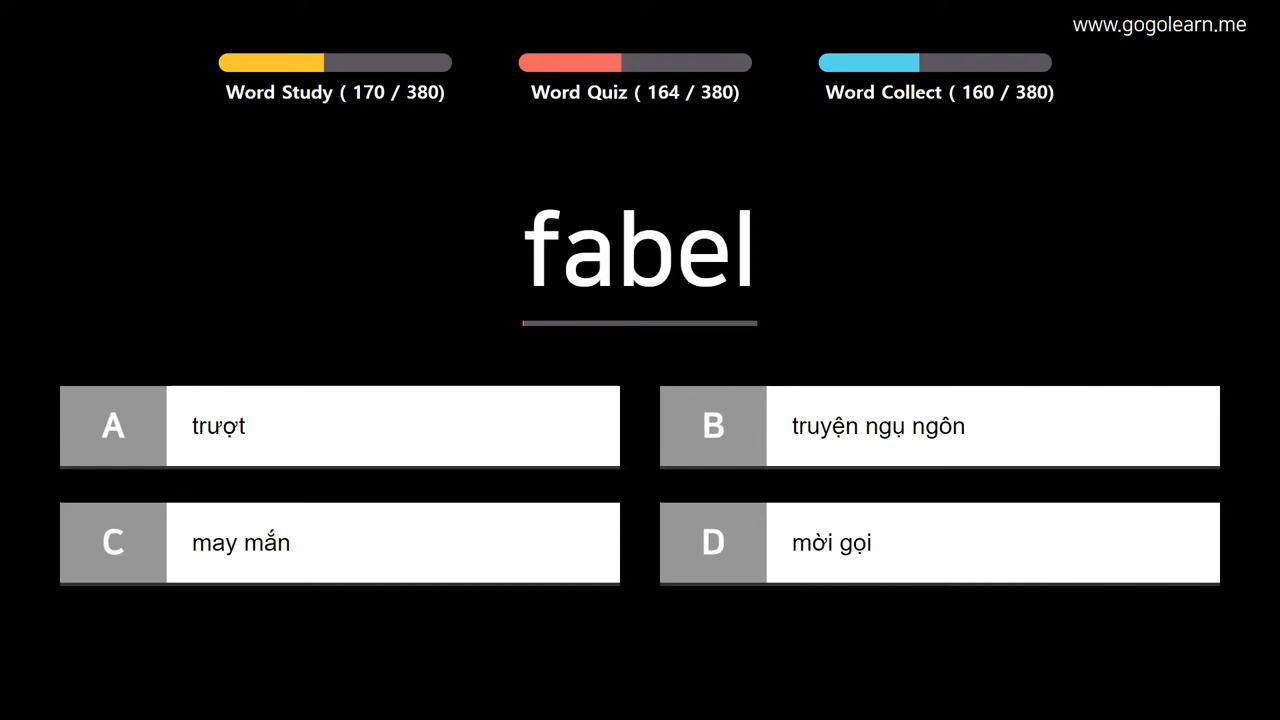 www.gogolearn.me
Word Study ( 170 / 380)
Word Quiz ( 164 / 380)
Word Collect ( 160 / 380)
fabel
A
trượt
B
truyện ngụ ngôn
C
may mắn
D
mời gọi